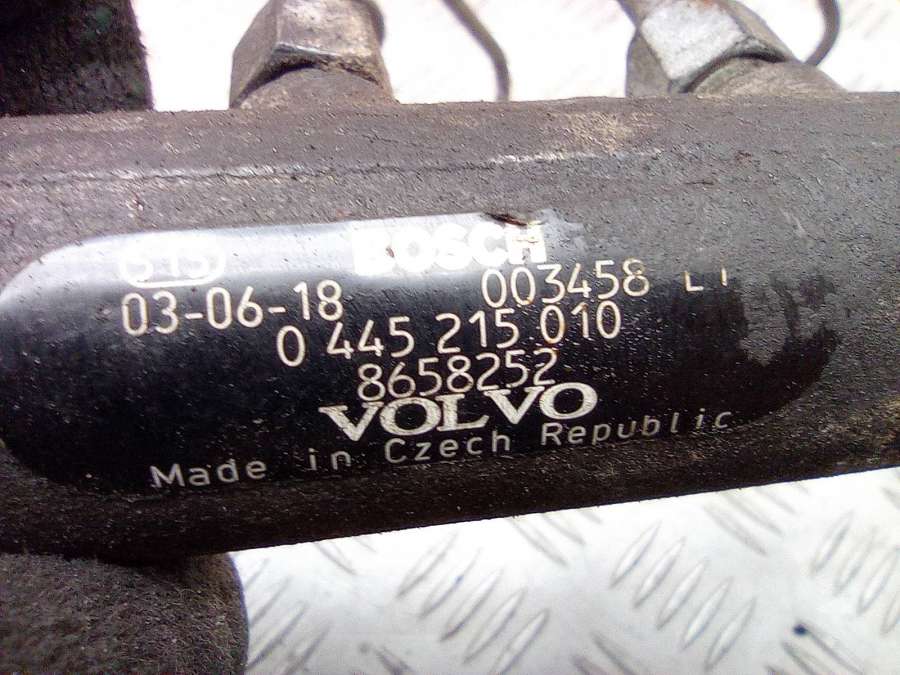 BOSCH
03-06-18 003458
0 445 215 010
8658252
VOLVO
Made in Czech Republic